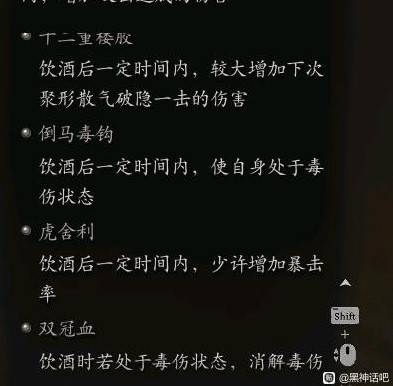 十二重楼胶
饮酒后一定时间内，较大增加下次
聚形散气破隐一击的伤害
倒马毒钩
饮酒后一定时间内，使自身处于毒
伤状态
虎舍利
饮酒后一定时间内，少许增加暴击
率
双冠血
饮酒时若处于毒伤状态，消解毒伤
Shift
+
@黑神话吧